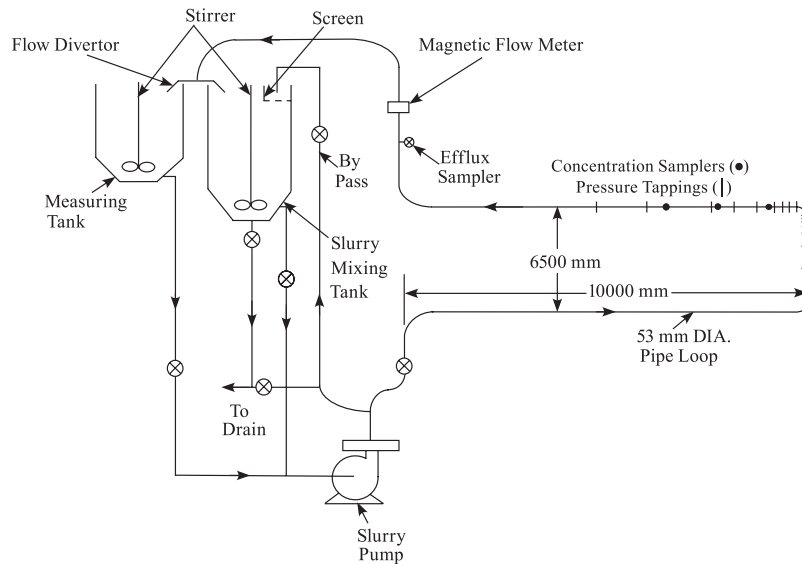 Stirrer
Screen
Flow Divertor
Magnetic Flow Meter
By
Pass
Efflux
Sampler
Concentration Samplers (●)
Pressure Tappings (|)
Measuring
Tank
Slurry
Mixing
Tank
6500 mm
10000 mm
53 mm DIA.
Pipe Loop
To
Drain
Slurry
Pump